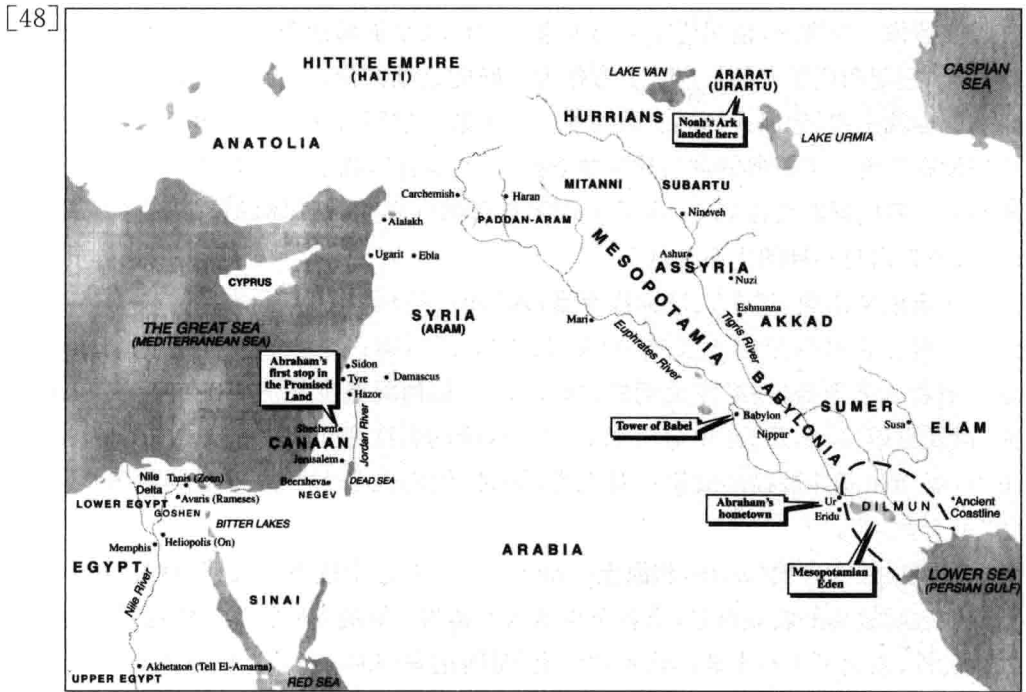 [48]
HITTITE EMPIRE
(HATTI)
ANATOLIA
LAKE VAN
ARARAT
(URARTU)
CASPIAN
SEA
HURRIANS
Noah's Ark
landed here
LAKE URMIA
Carchemish
Haran
MITANNI
SUBARTU
PADDAN-ARAM
Nineveh
Alalakh
Ugarit
Ebla
MESOPOTAMIA
Ashur
ASSYRIA
Nuzi
CYPRUS
SYRIA
(ARAM)
Mari
Euphrates River
Tigris River
Eshnunna
AKKAD
THE GREAT SEA
(MEDITERRANEAN SEA)
Abraham's
first stop in
the Promised
Land
Sidon
Tyre
Damascus
Hazor
Jordan River
Shechem
CANAAN
Jerusalem
Beersheva
NEGEV
DEAD SEA
BABYLONIA
Tower of Babel
Babylon
Nippur
SUMER
Susa
ELAM
Nile
Delta
Tanis (Zoan)
LOWER EGYPT
Avaris (Rameses)
GOSHEN
BITTER LAKES
Abraham's
hometown
Ur
Eridu
DILMUN
*Ancient
Coastline
Memphis
Heliopolis (On)
EGYPT
Nile River
ARABIA
SINAI
Mesopotamian
Eden
LOWER SEA
(PERSIAN GULF)
Akhetaton (Tell El-Amarna)
UPPER EGYPT
RED SEA